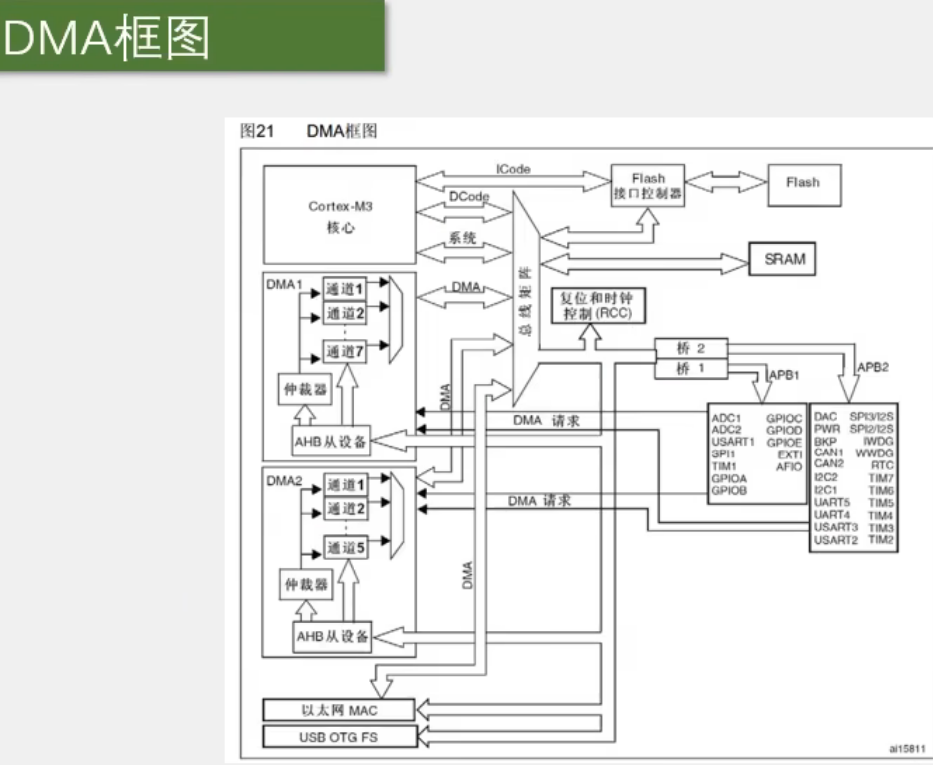 DMA框图
图21 DMA框图
ICode
Cortex-M3
核心
DCode
系统
DMA
Flash
接口控制器
Flash
SRAM
总线矩阵
复位和时钟
控制(RCC)
DMA1
通道1
通道2
通道7
仲裁器
AHB从设备
DMA
桥 2
桥 1
APB1
APB2
DMA 请求
ADC1 GPIOC
ADC2 GPIOD
USART1 GPIOE
SPI1 EXTI
TIM1 AFIO
GPIOA
GPIOB
DAC SPI3/I2S
PWR SPI2/I2S
BKP IWDG
CAN1 WWDG
CAN2 RTC
I2C2 TIM7
I2C1 TIM6
UART5 TIM5
UART4 TIM4
USART3 TIM3
USART2 TIM2
DMA2
通道1
通道2
通道5
仲裁器
AHB从设备
DMA 请求
DMA
以太网 MAC
USB OTG FS
ai15811